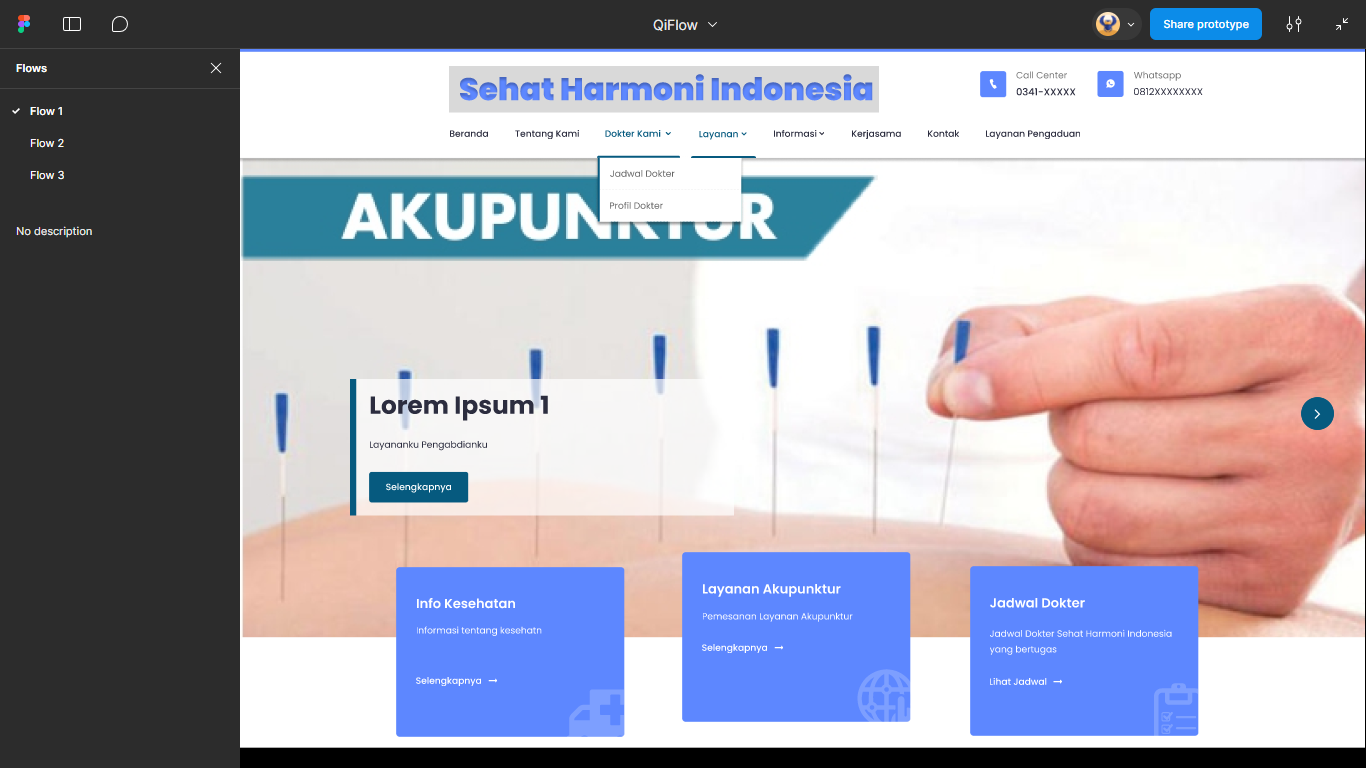 QiFlow
Share prototype
Flows
Flow 1
Flow 2
Flow 3
No description
Sehat Harmoni Indonesia
Call Center
0341-XXXXX
Whatsapp
0812XXXXXXXX
Beranda
Tentang Kami
Dokter Kami
Layanan
Informasi
Kerjasama
Kontak
Layanan Pengaduan
Jadwal Dokter
Profil Dokter
AKUPUNKTUR
Lorem Ipsum 1
Layananku Pengabdianku
Selengkapnya
Info Kesehatan
Informasi tentang kesehatn
Selengkapnya
Layanan Akupunktur
Pemesanan Layanan Akupunktur
Selengkapnya
Jadwal Dokter
Jadwal Dokter Sehat Harmoni Indonesia
yang bertugas
Lihat Jadwal